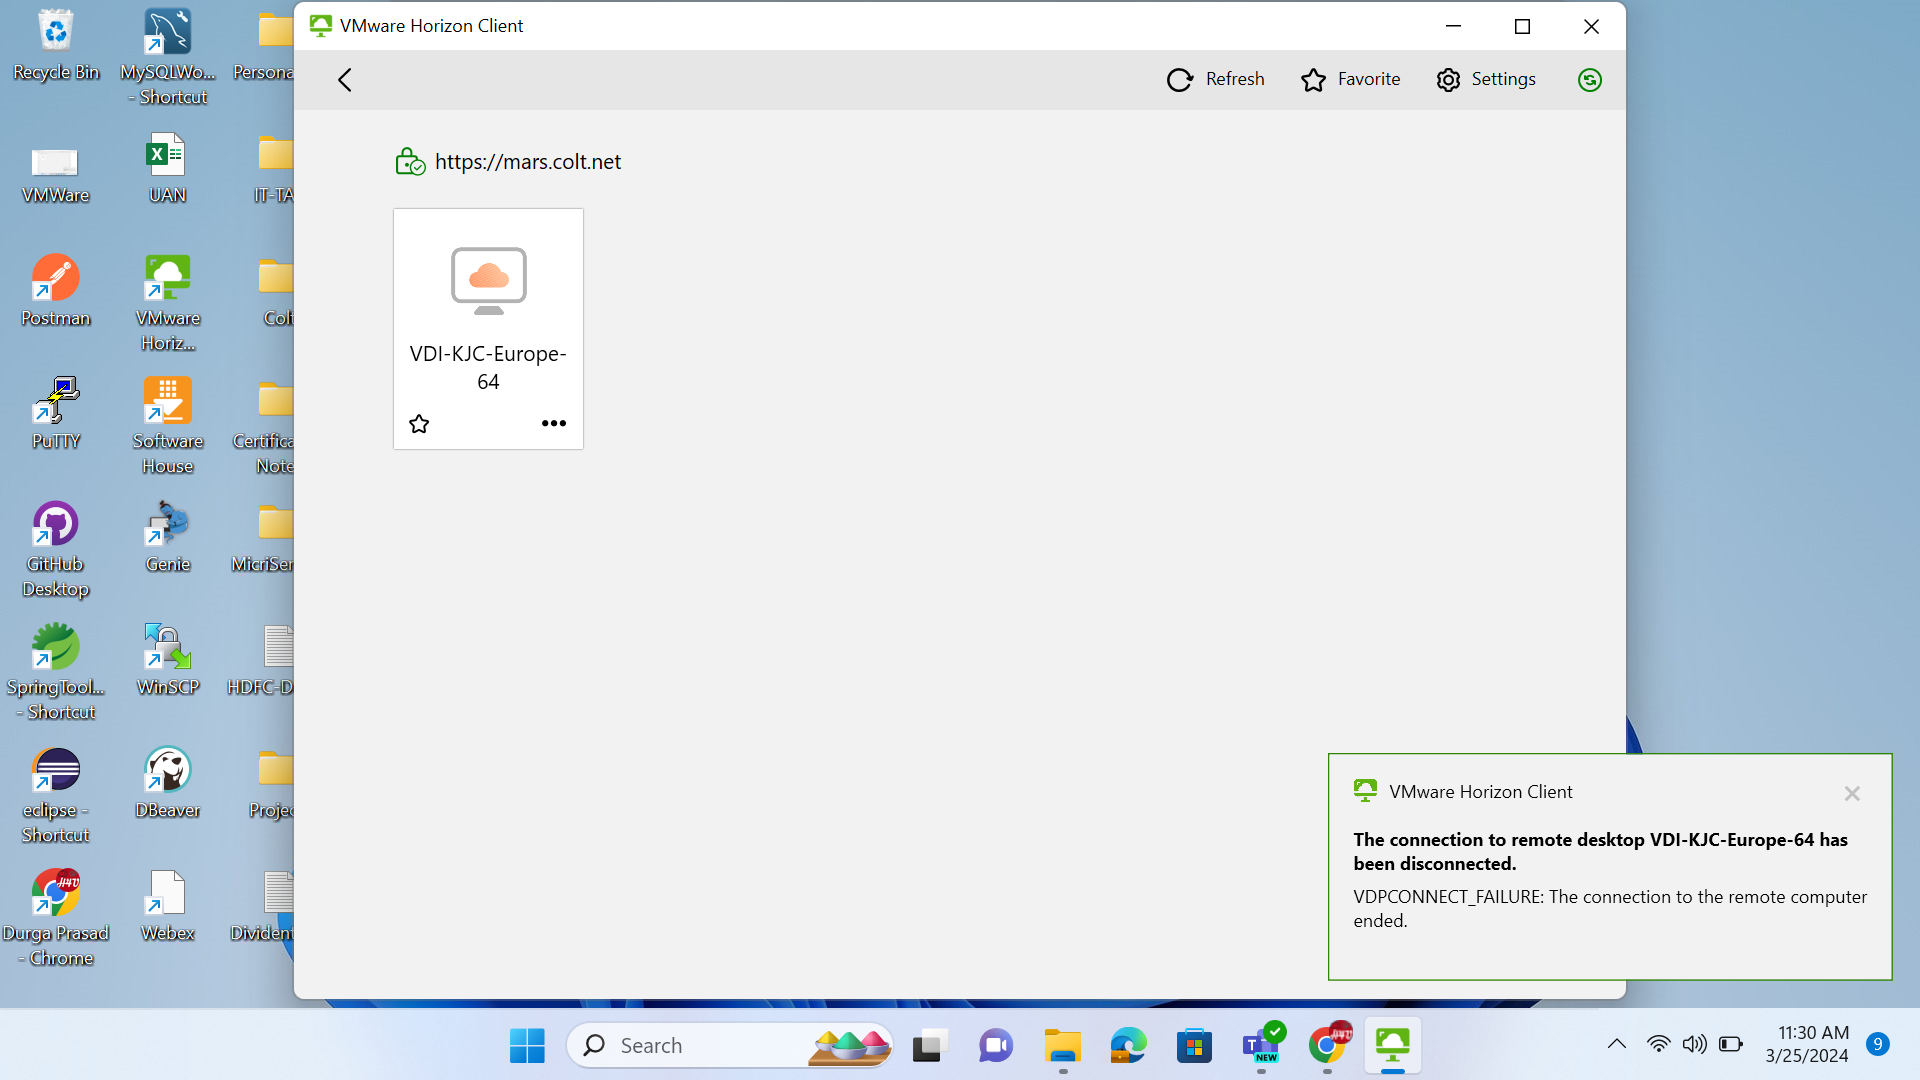 Recycle Bin
MySQLWo...
- Shortcut
Persona
VMWare
UAN
IT-TA
Postman
VMware
Horiz...
Colt
PuTTY
Software
House
Certifica
Note
GitHub
Desktop
Genie
MicriSer
SpringTool...
- Shortcut
WinSCP
HDFC-D
eclipse -
Shortcut
DBeaver
Projec
Durga Prasad
- Chrome
Webex
Dividen
VMware Horizon Client
Refresh
Favorite
Settings
https://mars.colt.net
VDI-KJC-Europe-
64
VMware Horizon Client
The connection to remote desktop VDI-KJC-Europe-64 has
been disconnected.
VDPCONNECT_FAILURE: The connection to the remote computer
ended.
Search
NEW
11:30 AM
3/25/2024
9